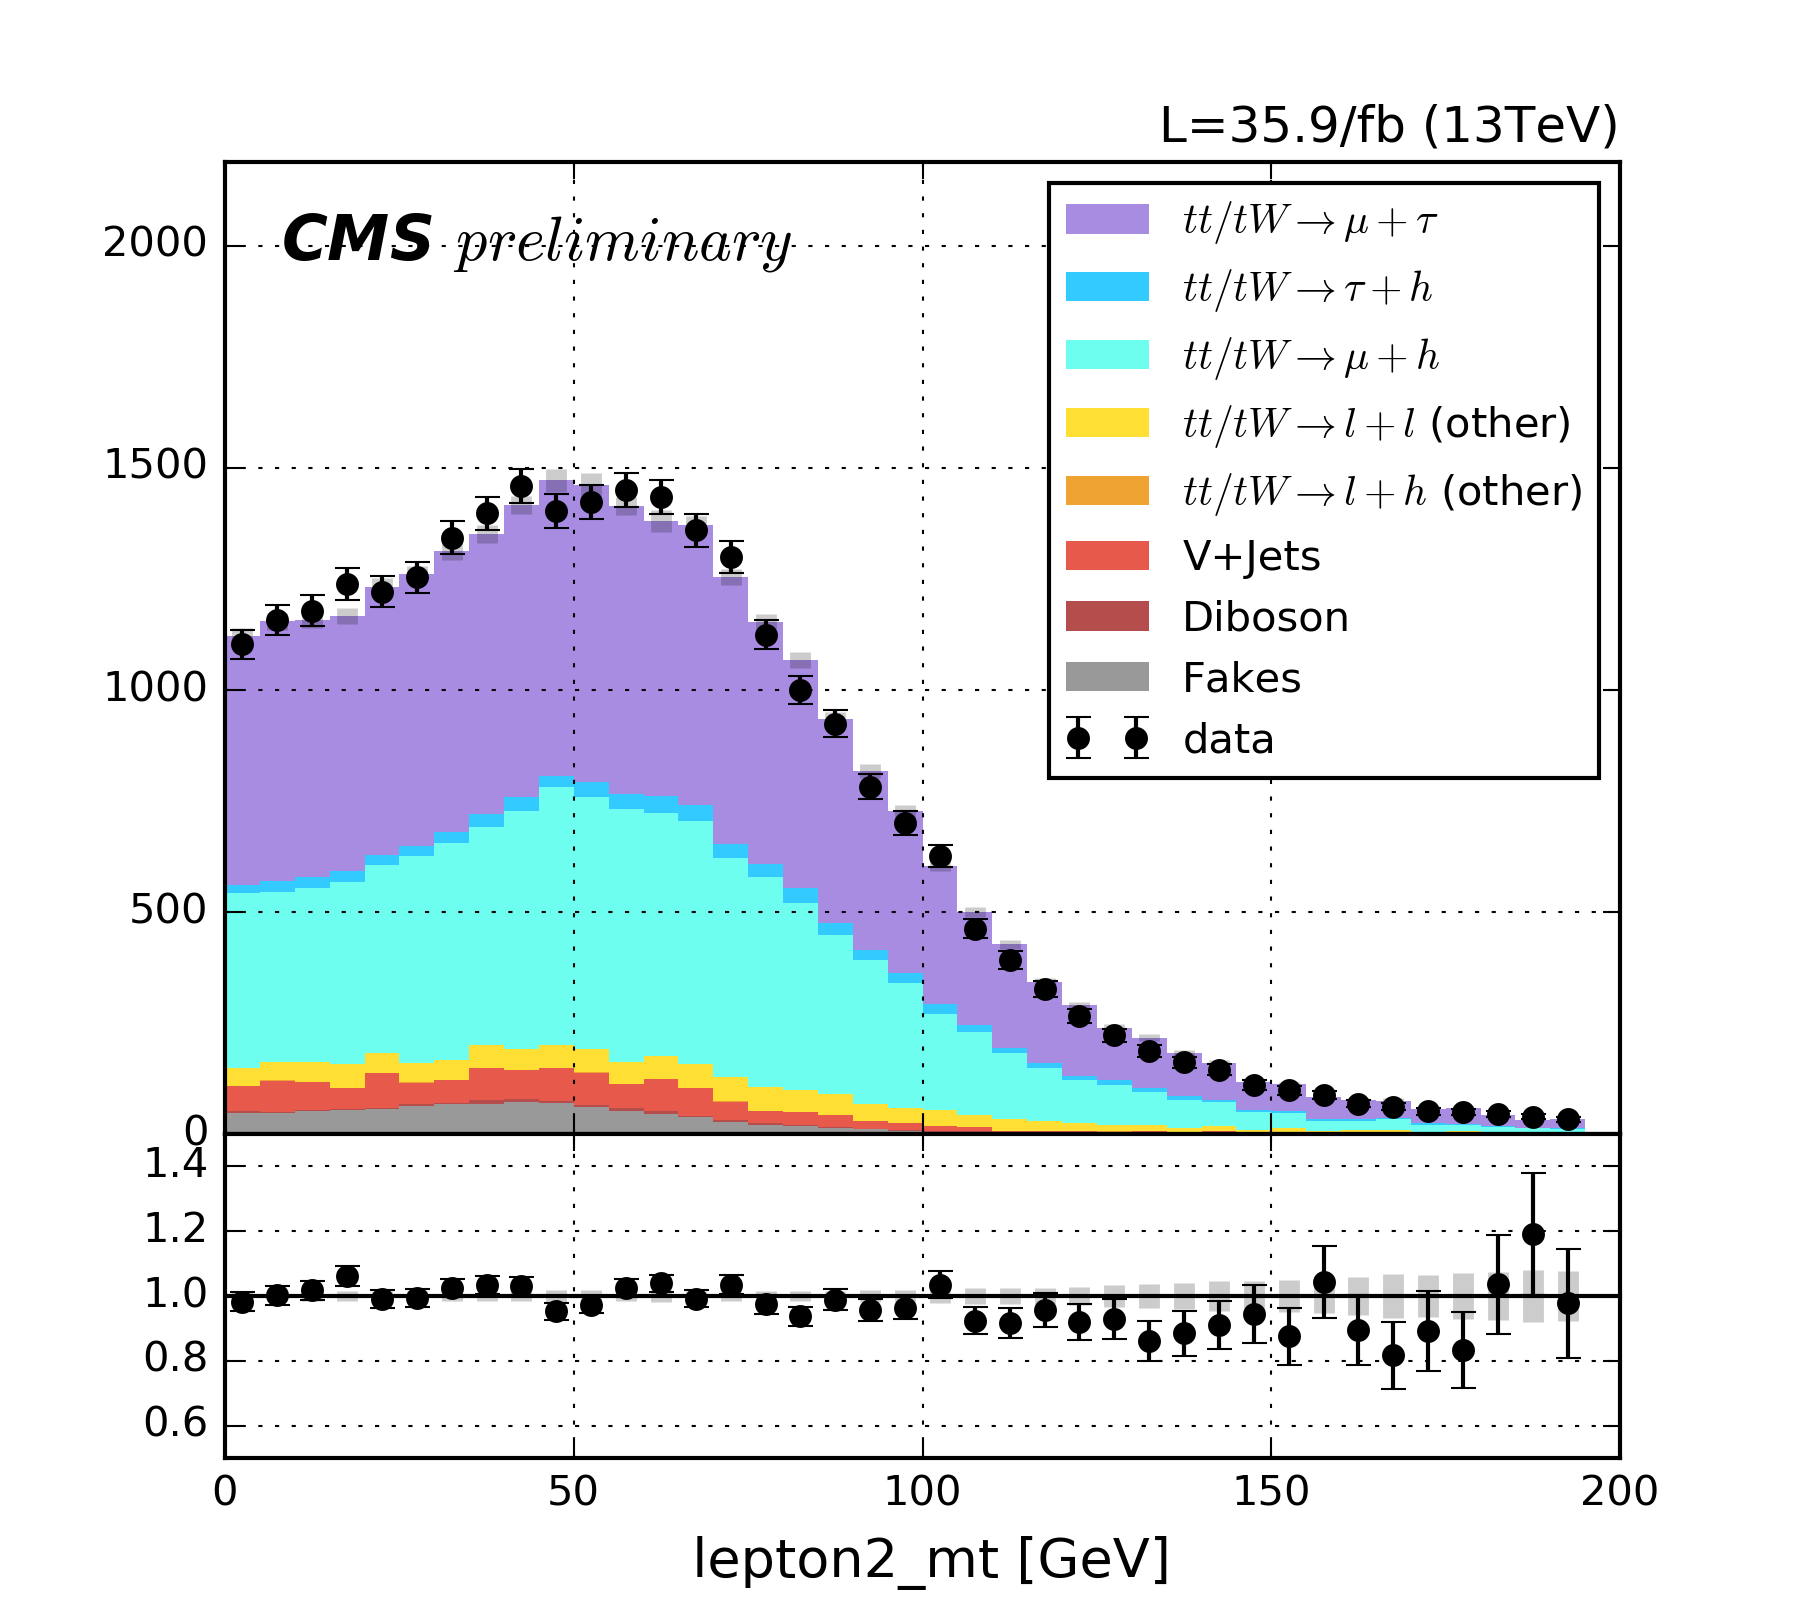 L=35.9/fb (13TeV)
CMS preliminary
tt/tW→μ+τ
tt/tW→τ+h
tt/tW→μ+h
tt/tW→l+l (other)
tt/tW→l+h (other)
V+Jets
Diboson
Fakes
data
2000
1500
1000
500
0
1.4
1.2
1.0
0.8
0.6
0 50 100 150 200
lepton2_mt [GeV]